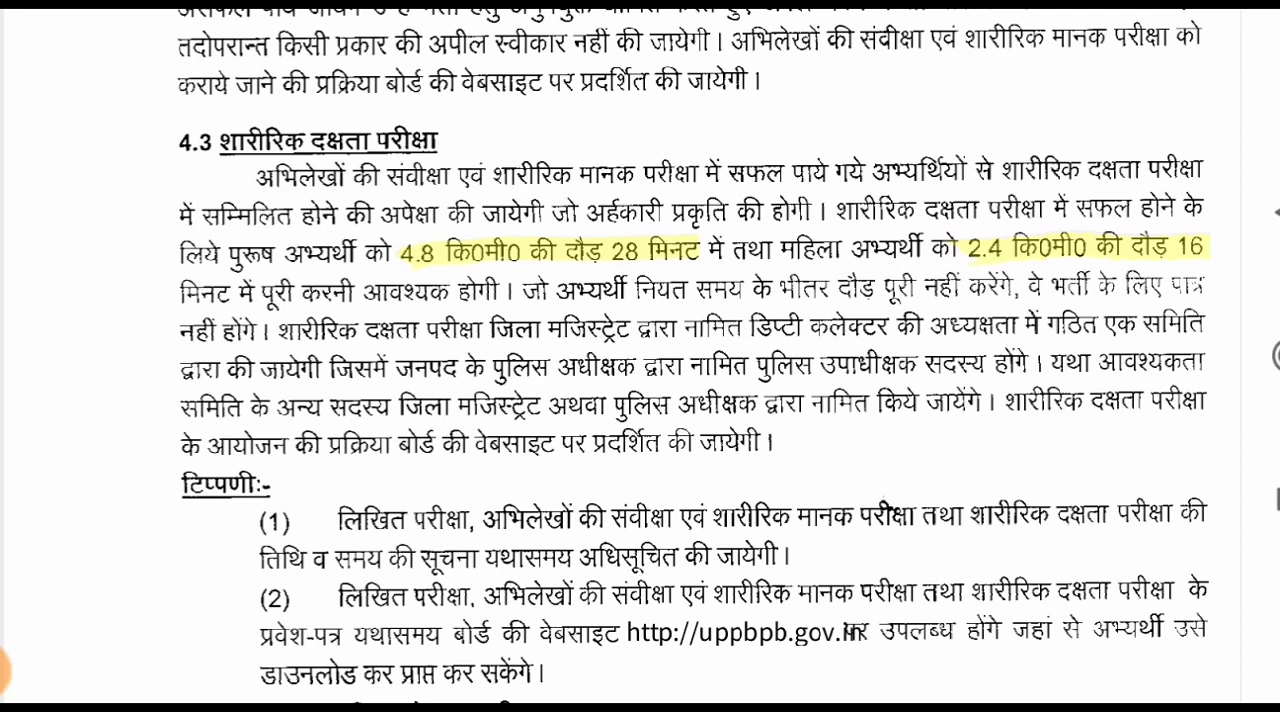 तदोपरान्त किसी प्रकार की अपील स्वीकार नहीं की जायेगी। अभिलेखों की संवीक्षा एवं शारीरिक मानक परीक्षा को
कराये जाने की प्रक्रिया बोर्ड की वेबसाइट पर प्रदर्शित की जायेगी।
4.3 शारीरिक दक्षता परीक्षा
अभिलेखों की संवीक्षा एवं शारीरिक मानक परीक्षा में सफल पाये गये अभ्यर्थियों से शारीरिक दक्षता परीक्षा
में सम्मिलित होने की अपेक्षा की जायेगी जो अर्हकारी प्रकृति की होगी। शारीरिक दक्षता परीक्षा में सफल होने के
लिये पुरूष अभ्यर्थी को 4.8 कि0मी0 की दौड़ 28 मिनट में तथा महिला अभ्यर्थी को 2.4 कि0मी0 की दौड़ 16
मिनट में पूरी करनी आवश्यक होगी। जो अभ्यर्थी नियत समय के भीतर दौड़ पूरी नहीं करेंगे, वे भर्ती के लिए पात्र
नहीं होंगे। शारीरिक दक्षता परीक्षा जिला मजिस्ट्रेट द्वारा नामित डिप्टी कलेक्टर की अध्यक्षता में गठित एक समिति
द्वारा की जायेगी जिसमें जनपद के पुलिस अधीक्षक द्वारा नामित पुलिस उपाधीक्षक सदस्य होंगे। यथा आवश्यकता
समिति के अन्य सदस्य जिला मजिस्ट्रेट अथवा पुलिस अधीक्षक द्वारा नामित किये जायेंगे। शारीरिक दक्षता परीक्षा
के आयोजन की प्रक्रिया बोर्ड की वेबसाइट पर प्रदर्शित की जायेगी।
टिप्पणीः-
(1) लिखित परीक्षा, अभिलेखों की संवीक्षा एवं शारीरिक मानक परीक्षा तथा शारीरिक दक्षता परीक्षा की
तिथि व समय की सूचना यथासमय अधिसूचित की जायेगी।
(2) लिखित परीक्षा, अभिलेखों की संवीक्षा एवं शारीरिक मानक परीक्षा तथा शारीरिक दक्षता परीक्षा के
प्रवेश-पत्र यथासमय बोर्ड की वेबसाइट http://uppbpb.gov.in पर उपलब्ध होंगे जहां से अभ्यर्थी उसे
डाउनलोड कर प्राप्त कर सकेंगे।